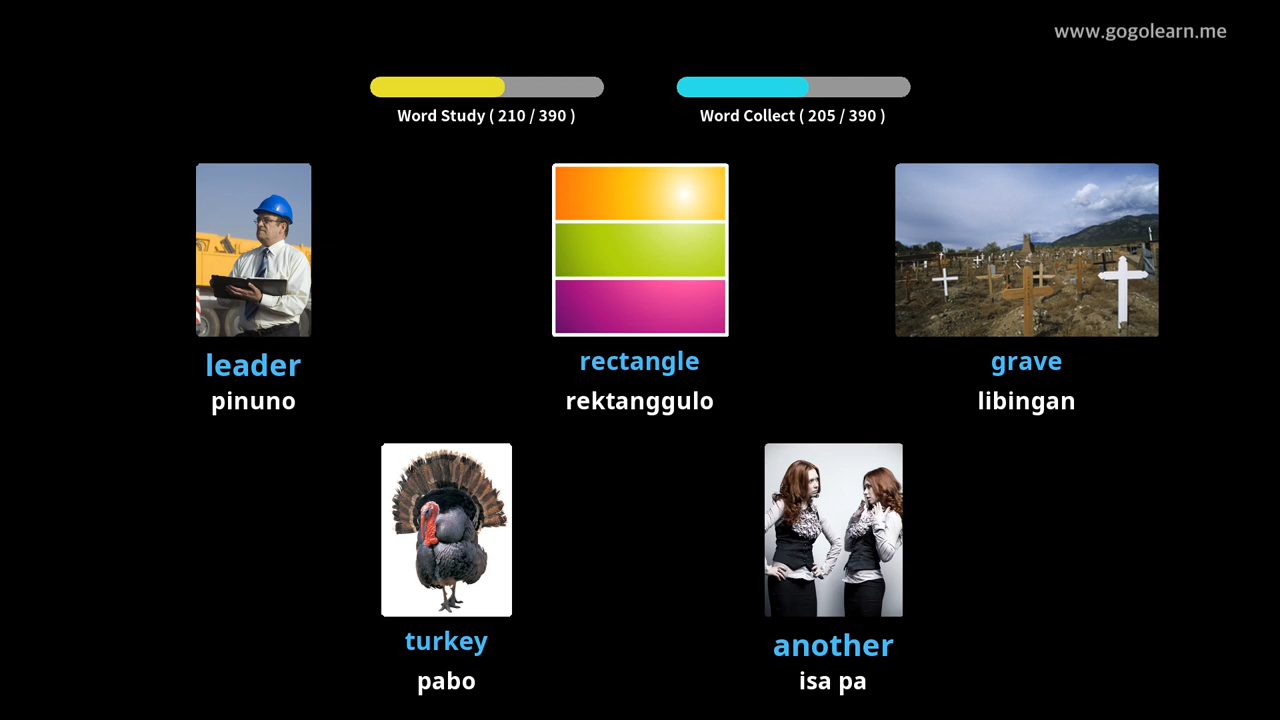 www.gogolearn.me
Word Study ( 210 / 390 )
Word Collect ( 205 / 390 )
leader
pinuno
rectangle
rektanggulo
grave
libingan
turkey
pabo
another
isa pa